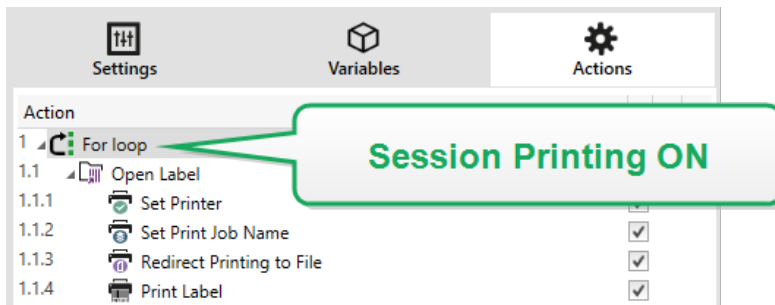 Settings Variables Actions
Action
1 For loop
Session Printing ON
1.1 Open Label
1.1.1 Set Printer
1.1.2 Set Print Job Name
1.1.3 Redirect Printing to File
1.1.4 Print Label